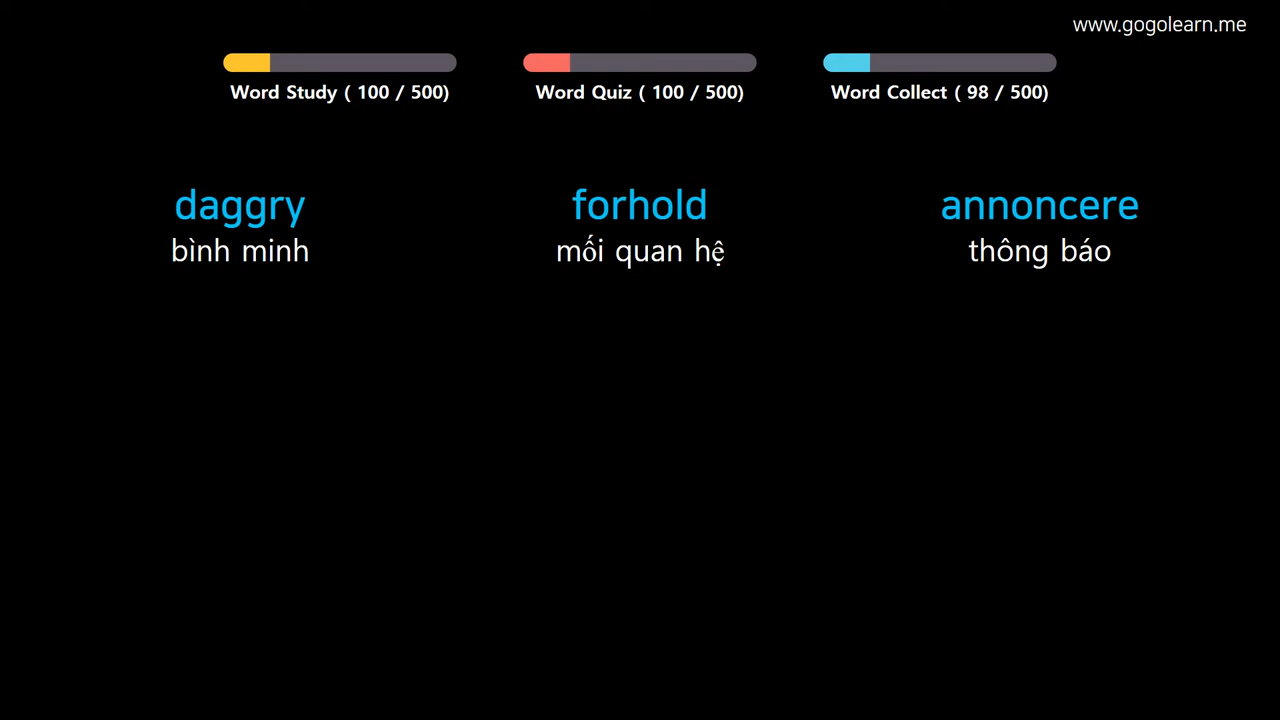 www.gogolearn.me
Word Study ( 100 / 500)
Word Quiz ( 100 / 500)
Word Collect ( 98 / 500)
daggry
bình minh
forhold
mối quan hệ
annoncere
thông báo